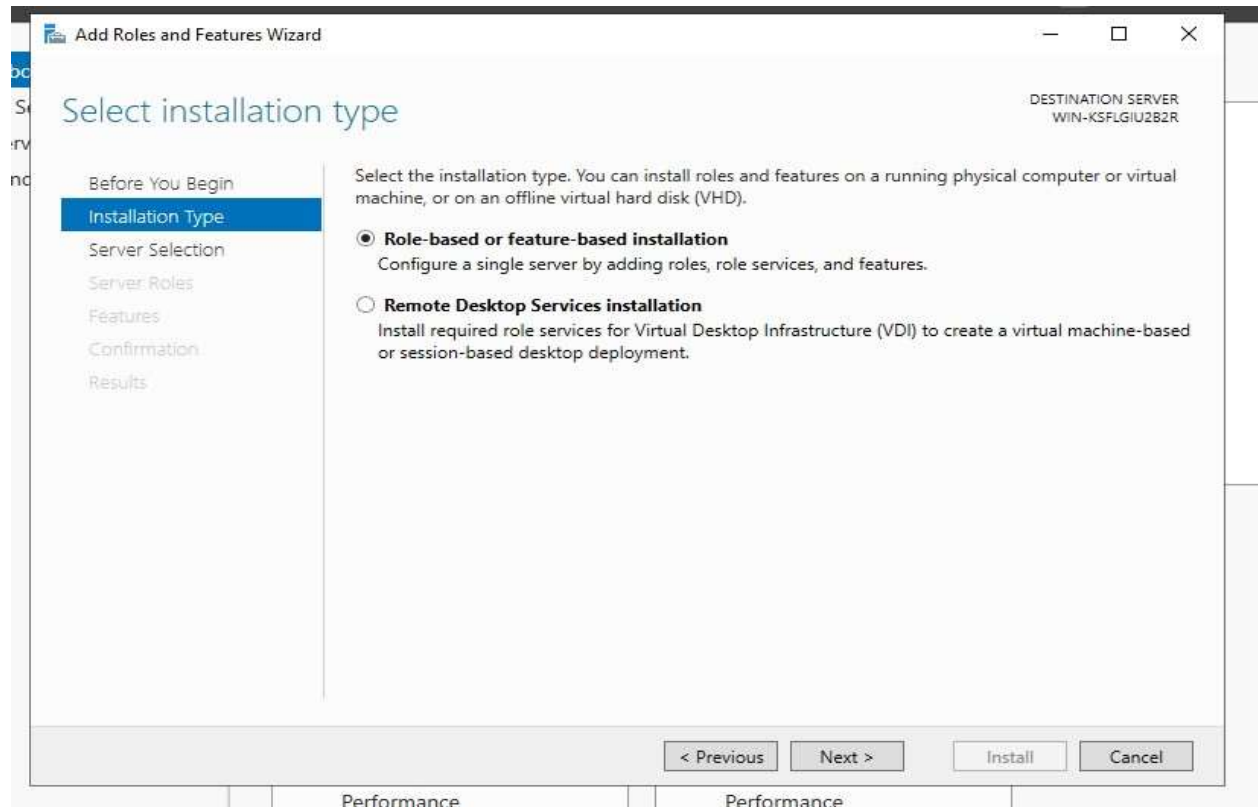 Add Roles and Features Wizard
Select installation type
DESTINATION SERVER
WIN-KSFLGIU2B2R
Before You Begin
Installation Type
Server Selection
Server Roles
Features
Confirmation
Results
Select the installation type. You can install roles and features on a running physical computer or virtual
machine, or on an offline virtual hard disk (VHD).
Role-based or feature-based installation
Configure a single server by adding roles, role services, and features.
Remote Desktop Services installation
Install required role services for Virtual Desktop Infrastructure (VDI) to create a virtual machine-based
or session-based desktop deployment.
< Previous
Next >
Install
Cancel
Performance
Performance